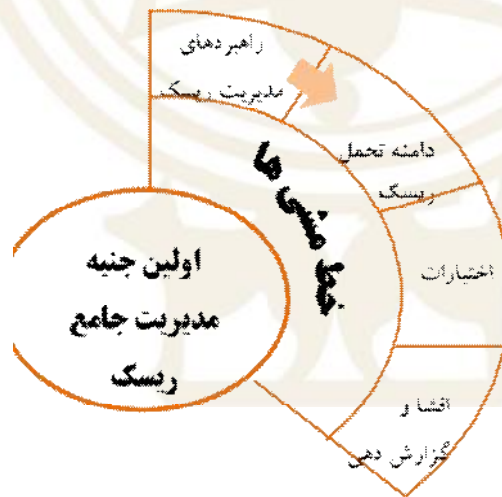 راهبردهای
مدیریت ریسک
دامنه تحمل
ریسک
خط مشی ها
اختیارات
اولین جنبه
مدیریت جامع
ریسک
افشا و
گزارش دهی